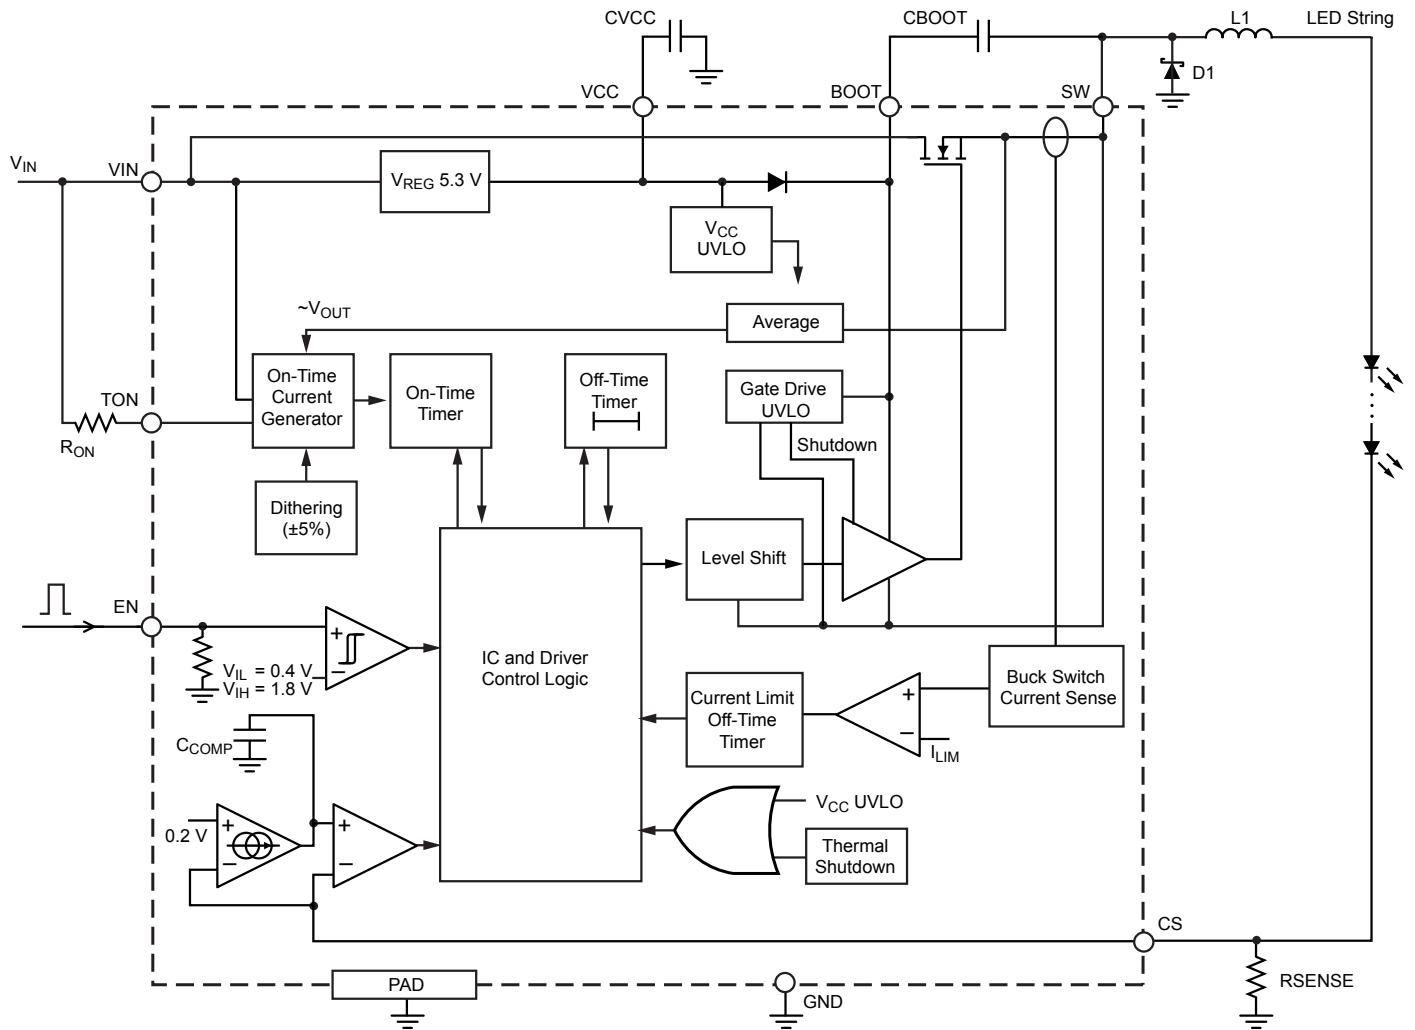 CVCC
CBOOT
L1
LED String
D1
VCC
BOOT
SW
VIN
VIN
VREG 5.3 V
VCC
UVLO
~VOUT
Average
TON
RON
On-Time
Current
Generator
On-Time
Timer
Off-Time
Timer
Gate Drive
UVLO
Shutdown
Dithering
(±5%)
Level Shift
EN
+
−
VIL = 0.4 V
VIH = 1.8 V
IC and Driver
Control Logic
Buck Switch
Current Sense
Current Limit
Off-Time
Timer
+
−
ILIM
CCOMP
0.2 V
+
−
+
−
VCC UVLO
Thermal
Shutdown
CS
RSENSE
PAD
GND